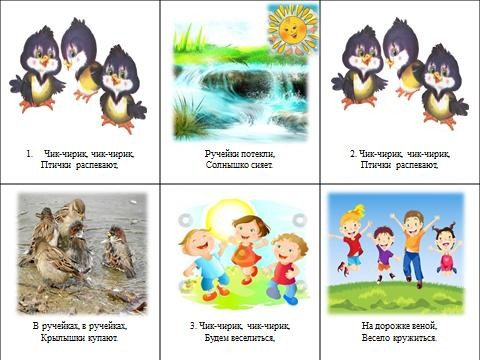 1. Чик-чирик, чик-чирик,
Птички распевают,
Ручейки потекли,
Солнышко сияет.
2. Чик-чирик, чик-чирик,
Птички распевают,
В ручейках, в ручейках,
Крылышки купают.
3. Чик-чирик, чик-чирик,
Будем веселиться,
На дорожке веной,
Весело кружиться.